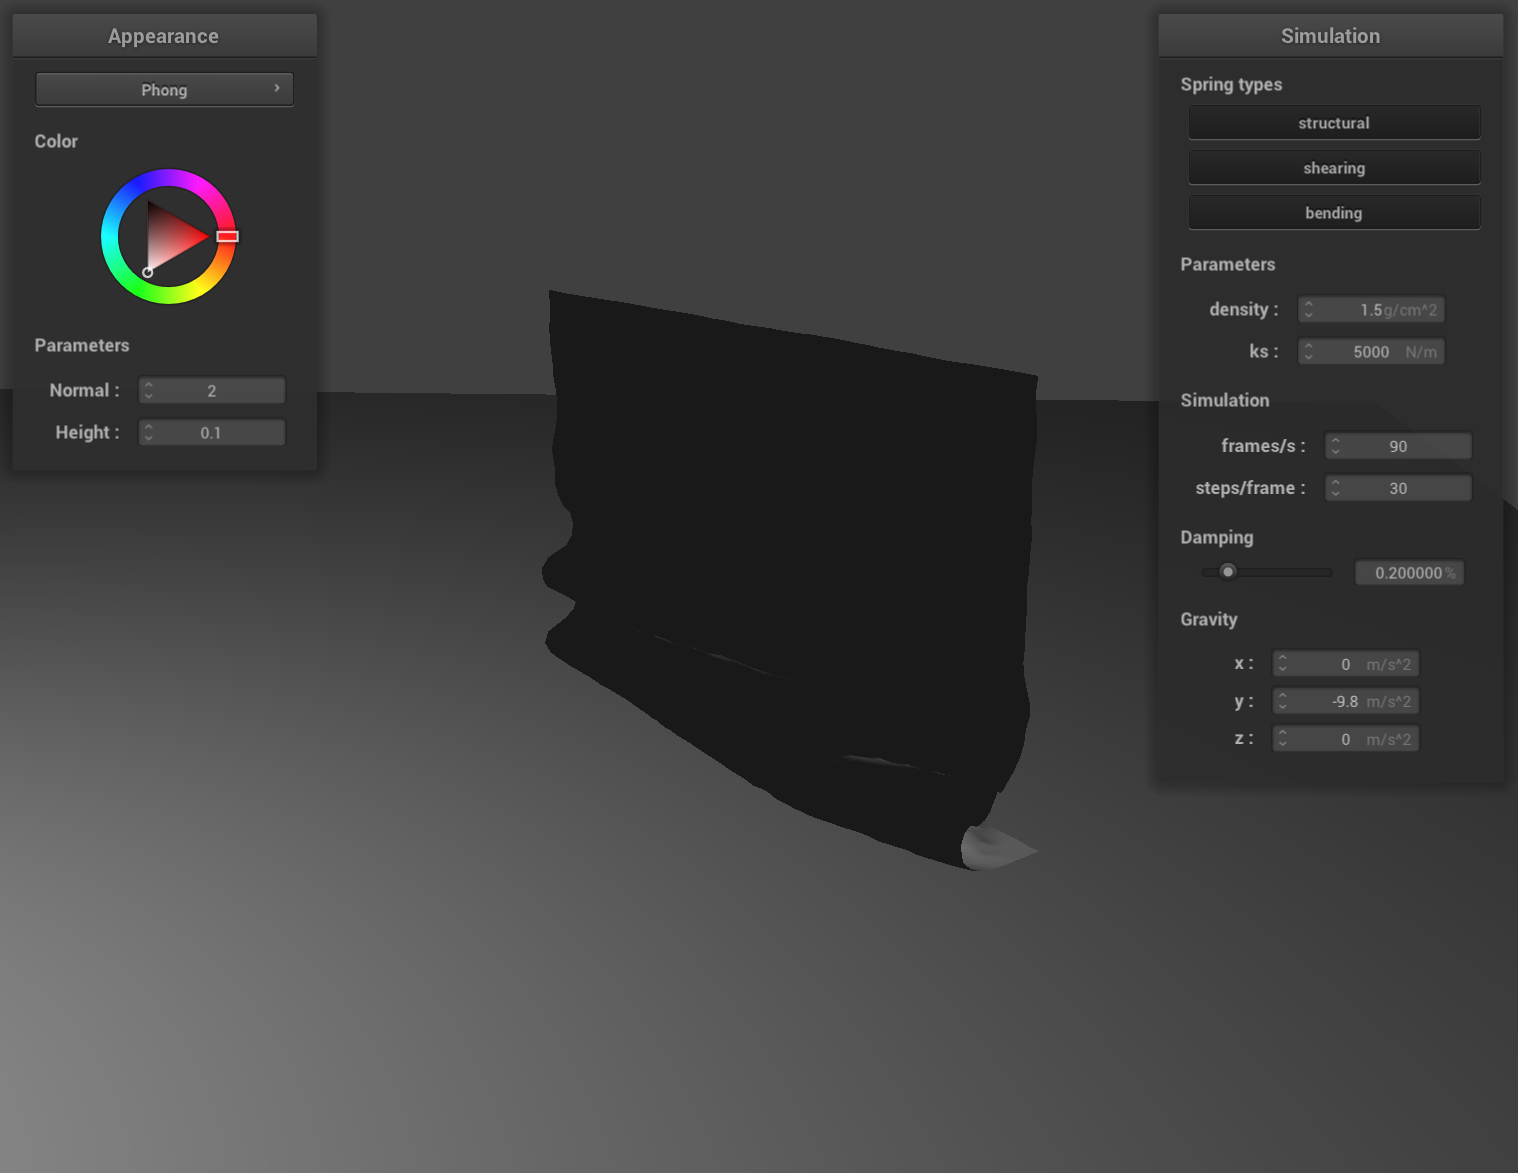 Appearance
Phong
Color
Parameters
Normal : 2
Height : 0.1
Simulation
Spring types
structural
shearing
bending
Parameters
density : 1.5 g/cm^2
ks : 5000 N/m
Simulation
frames/s : 90
steps/frame : 30
Damping
0.200000 %
Gravity
x : 0 m/s^2
y : -9.8 m/s^2
z : 0 m/s^2